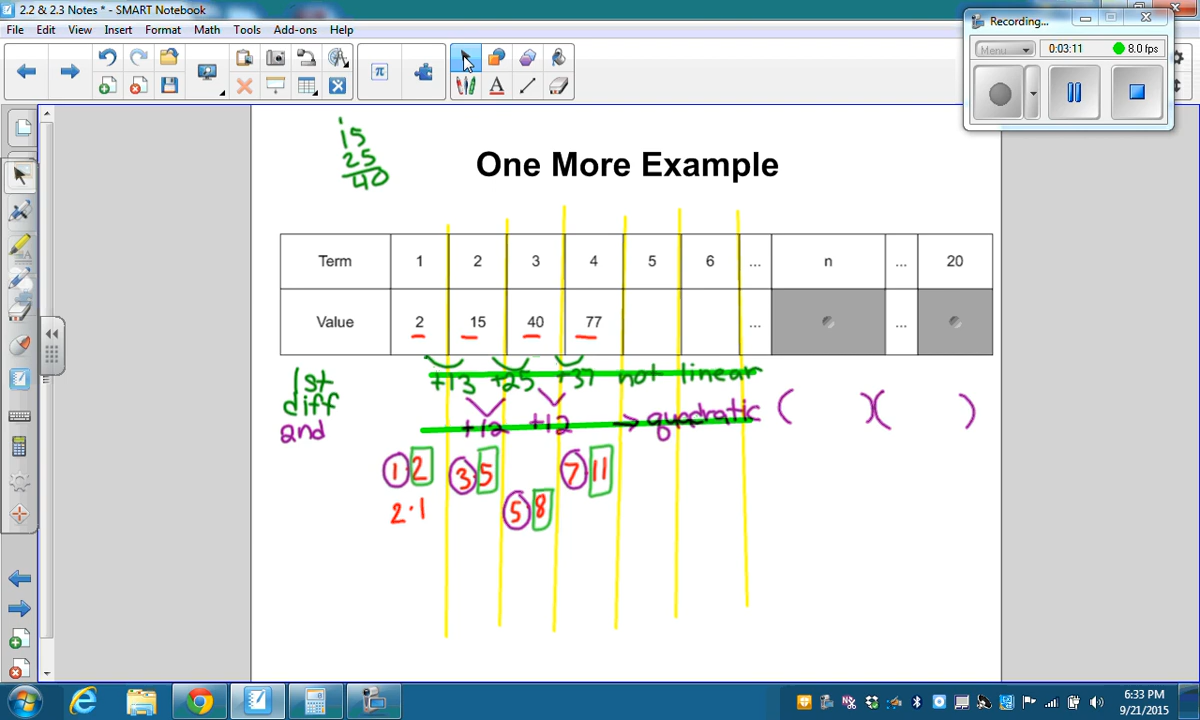 2.2 & 2.3 Notes * - SMART Notebook
File Edit View Insert Format Math Tools Add-ons Help
Recording...
Menu 0:03:11 8.0 fps
15
25
40
One More Example
Term 1 2 3 4 5 6 ... n ... 20
Value 2 15 40 77 ... ...
1st diff +13 +25 +37 not linear
2nd +12 +12 → quadratic ( )( )
1 2 3 5 7 11
2·1 5 8
6:33 PM
9/21/2015